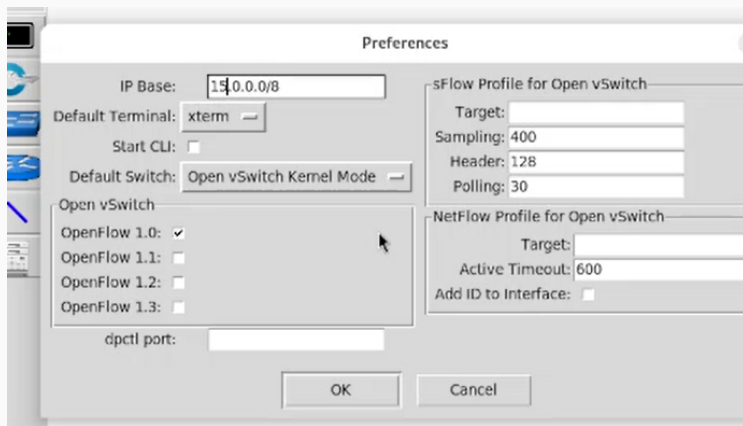 Preferences
IP Base: 15.0.0.0/8
Default Terminal: xterm
Start CLI:
Default Switch: Open vSwitch Kernel Mode
Open vSwitch
OpenFlow 1.0:
OpenFlow 1.1:
OpenFlow 1.2:
OpenFlow 1.3:
dpctl port:
sFlow Profile for Open vSwitch
Target:
Sampling: 400
Header: 128
Polling: 30
NetFlow Profile for Open vSwitch
Target:
Active Timeout: 600
Add ID to Interface:
OK
Cancel